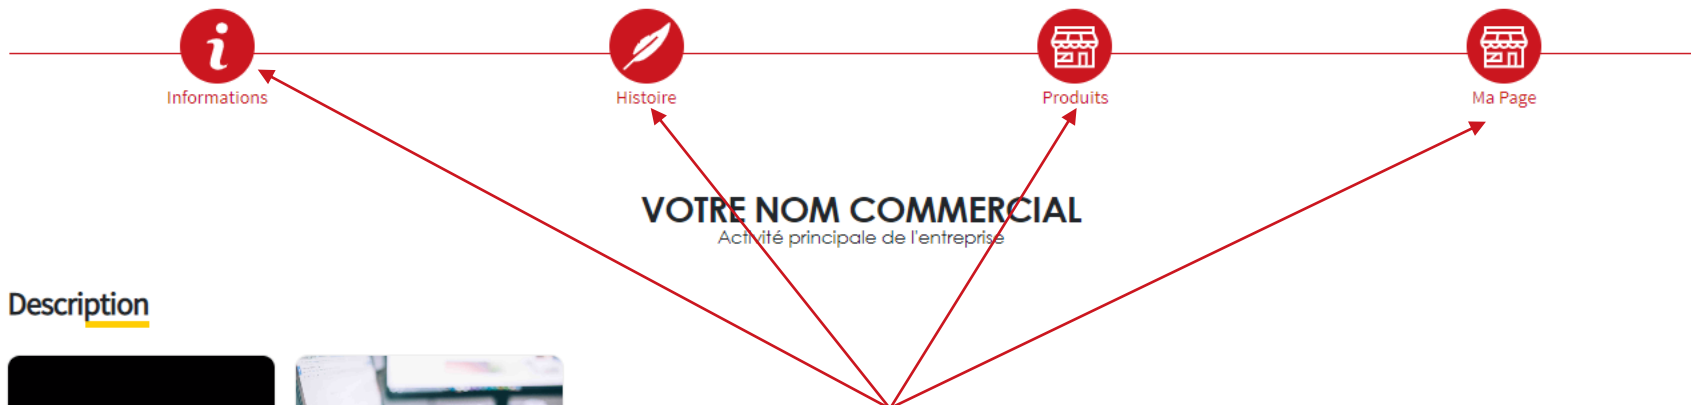 Informations
Histoire
Produits
Ma Page
VOTRE NOM COMMERCIAL
Activité principale de l'entreprise
Description